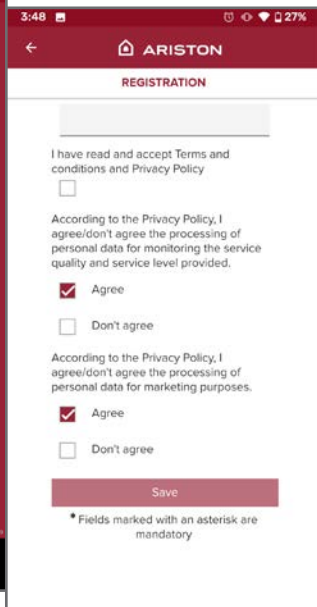 3:48 27%
ARISTON
REGISTRATION
I have read and accept Terms and
conditions and Privacy Policy
According to the Privacy Policy, I
agree/don't agree the processing of
personal data for monitoring the service
quality and service level provided.
Agree
Don't agree
According to the Privacy Policy, I
agree/don't agree the processing of
personal data for marketing purposes.
Agree
Don't agree
Save
* Fields marked with an asterisk are
mandatory